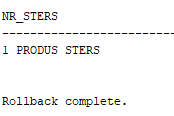 NR_STERS
--------------------------
1 PRODUS STERS
Rollback complete.